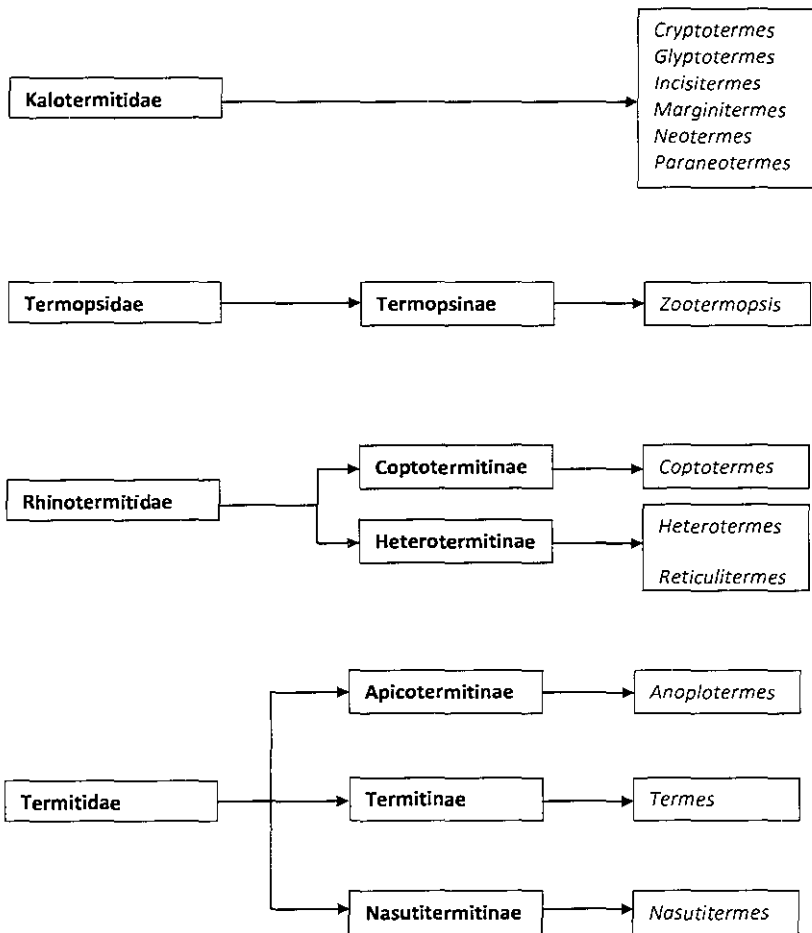 Kalotermitidae
Cryptotermes
Glyptotermes
Incisitermes
Marginitermes
Neotermes
Paraneotermes
Termopsidae
Termopsinae
Zootermopsis
Rhinotermitidae
Coptotermitinae
Coptotermes
Heterotermitinae
Heterotermes
Reticulitermes
Termitidae
Apicotermitinae
Anoplotermes
Termitinae
Termes
Nasutitermitinae
Nasutitermes